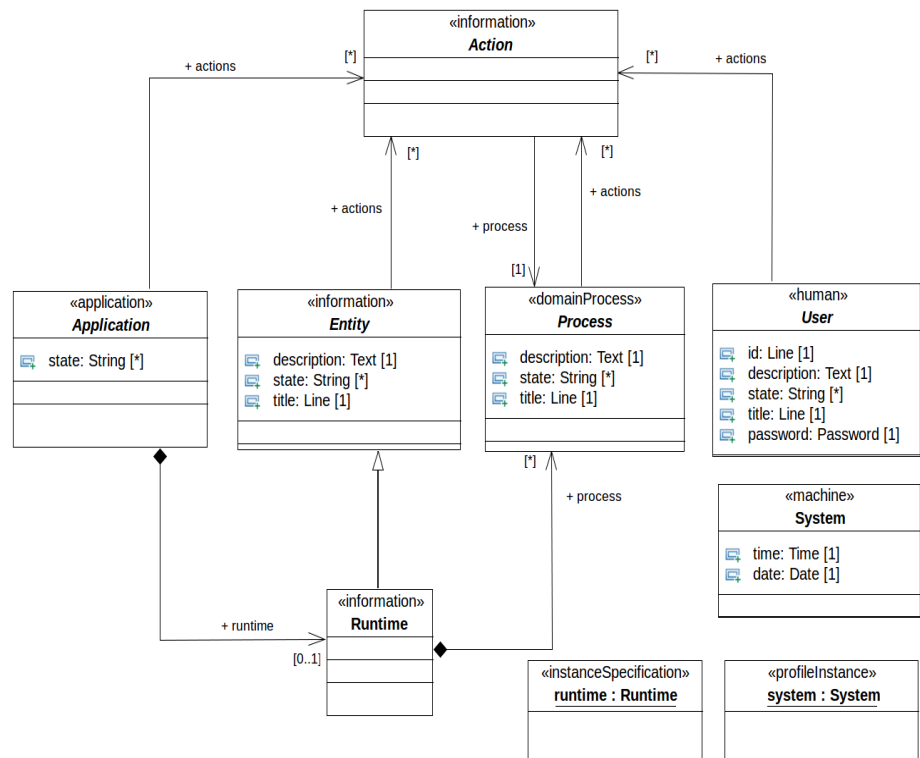 «information»
Action
[*]
[*]
+ actions
+ actions
[*]
[*]
+ actions
+ actions
+ process
[1]
«application»
Application
state: String [*]
«information»
Entity
description: Text [1]
state: String [*]
title: Line [1]
«domainProcess»
Process
description: Text [1]
state: String [*]
title: Line [1]
«human»
User
id: Line [1]
description: Text [1]
state: String [*]
title: Line [1]
password: Password [1]
[*]
+ process
«machine»
System
time: Time [1]
date: Date [1]
+ runtime
[0..1]
«information»
Runtime
«instanceSpecification»
runtime : Runtime
«profileInstance»
system : System